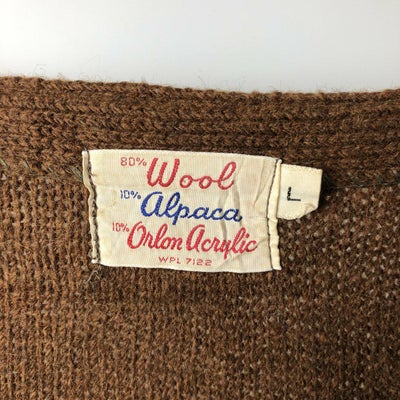 80% Wool
10% Alpaca
10% Orlon Acrylic
WPL 7122
L